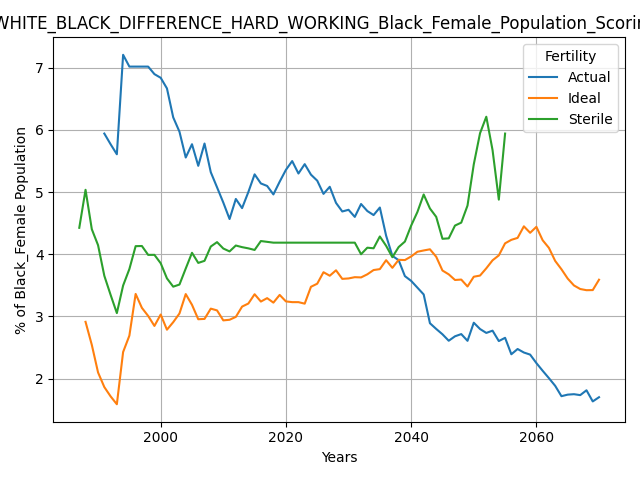 WHITE_BLACK_DIFFERENCE_HARD_WORKING_Black_Female_Population_Scorin
Fertility
Actual
Ideal
Sterile
7
6
5
4
3
2
% of Black_Female Population
2000 2020 2040 2060
Years